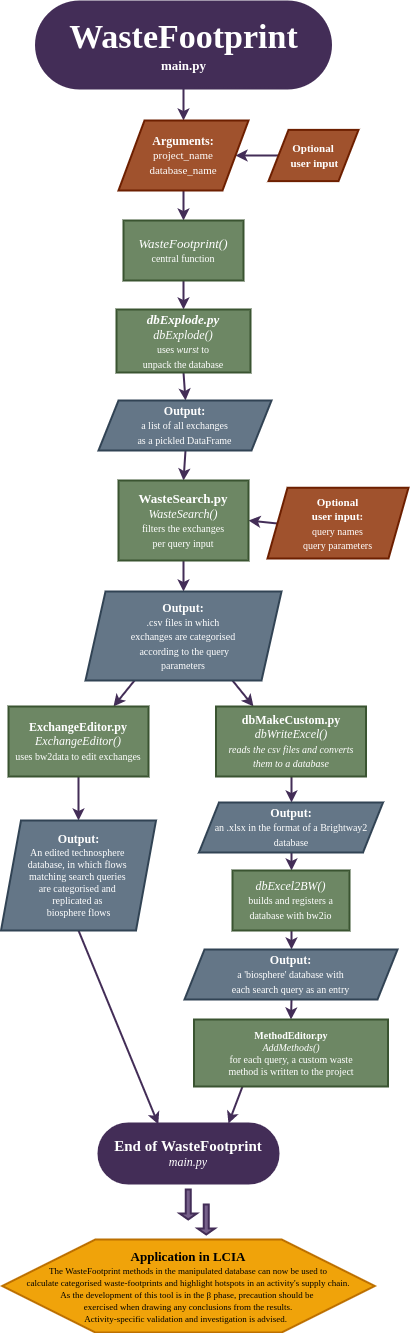 WasteFootprint
main.py
Arguments:
project_name
database_name
Optional
user input
WasteFootprint()
central function
dbExplode.py
dbExplode()
uses wurst to
unpack the database
Output:
a list of all exchanges
as a pickled DataFrame
WasteSearch.py
WasteSearch()
filters the exchanges
per query input
Optional
user input:
query names
query parameters
Output:
.csv files in which
exchanges are categorised
according to the query
parameters
ExchangeEditor.py
ExchangeEditor()
uses bw2data to edit exchanges
Output:
An edited technosphere
database, in which flows
matching search queries
are categorised and
replicated as
biosphere flows
dbMakeCustom.py
dbWriteExcel()
reads the csv files and converts
them to a database
Output:
an .xlsx in the format of a Brightway2
database
dbExcel2BW()
builds and registers a
database with bw2io
Output:
a 'biosphere' database with
each search query as an entry
MethodEditor.py
AddMethods()
for each query, a custom waste
method is written to the project
End of WasteFootprint
main.py
Application in LCIA
The WasteFootprint methods in the manipulated database can now be used to
calculate categorised waste-footprints and highlight hotspots in an activity's supply chain.
As the development of this tool is in the β phase, precaution should be
exercised when drawing any conclusions from the results.
Activity-specific validation and investigation is advised.